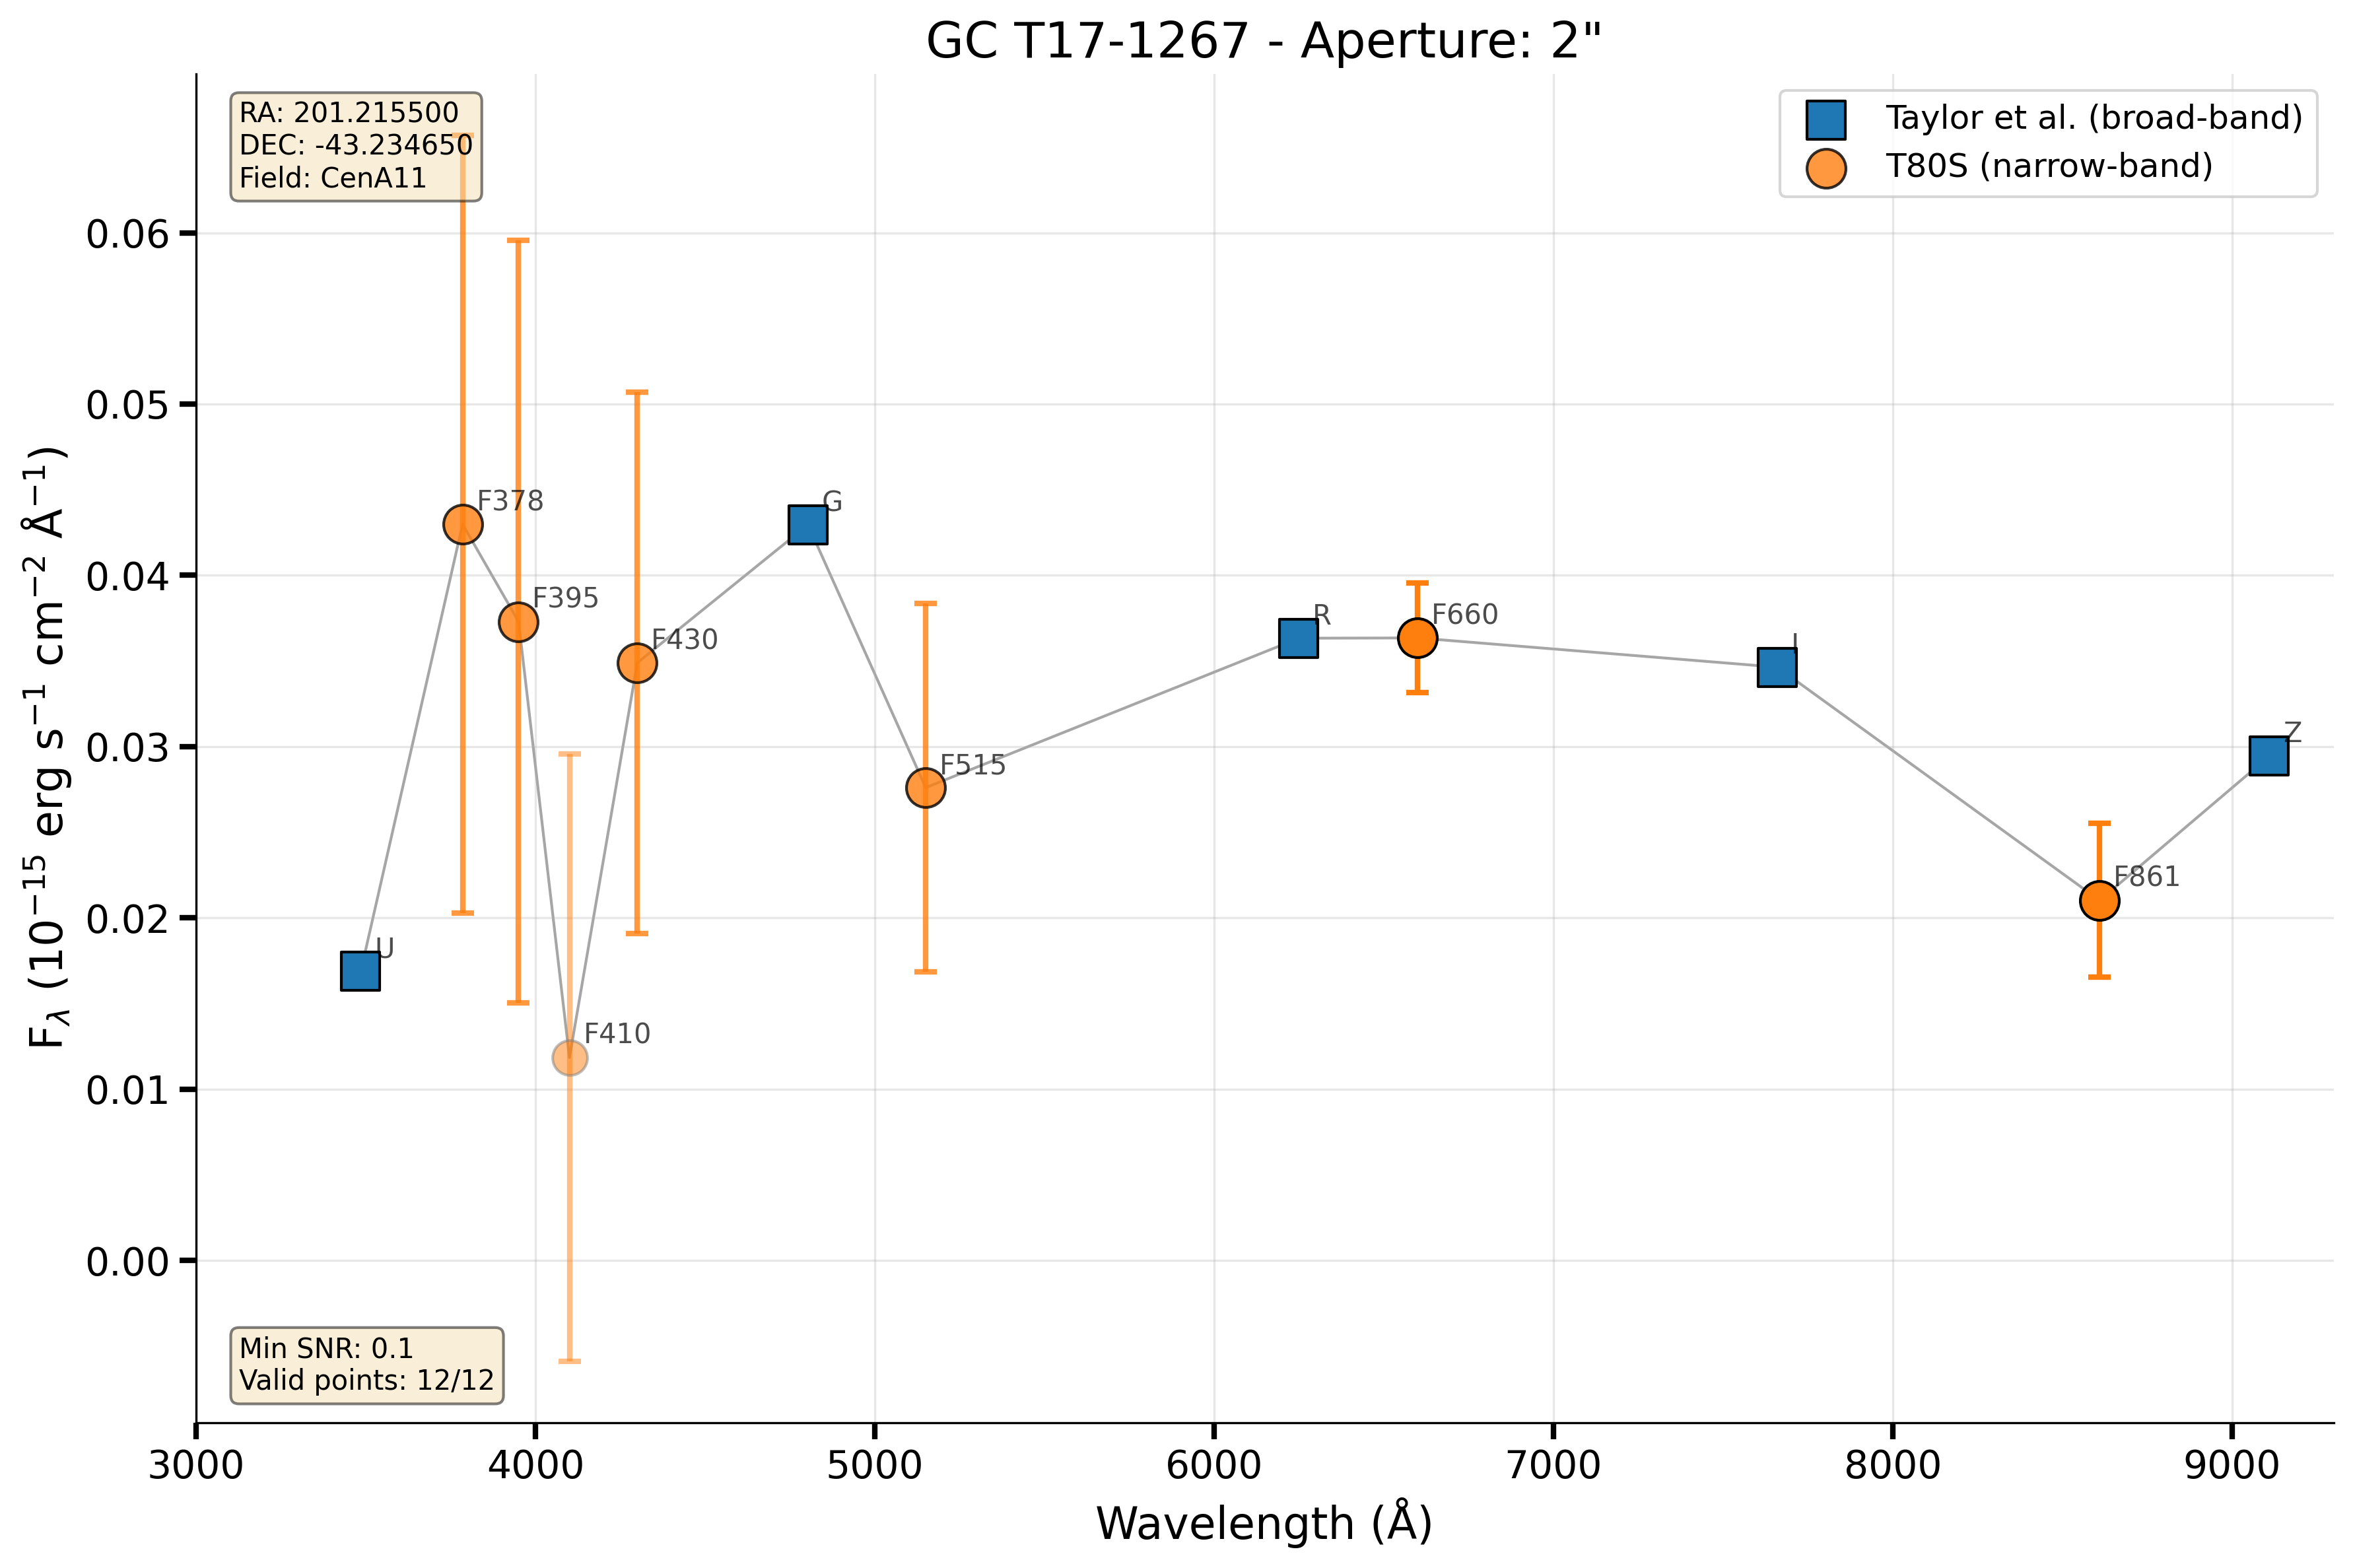 GC T17-1267 - Aperture: 2"
RA: 201.215500
DEC: -43.234650
Field: CenA11
Taylor et al. (broad-band)
T80S (narrow-band)
0.06
0.05
0.04
0.03
0.02
0.01
0.00
F_λ (10⁻¹⁵ erg s⁻¹ cm⁻² Å⁻¹)
U
F378
F395
F410
F430
G
F515
R
F660
I
F861
Z
Min SNR: 0.1
Valid points: 12/12
3000 4000 5000 6000 7000 8000 9000
Wavelength (Å)